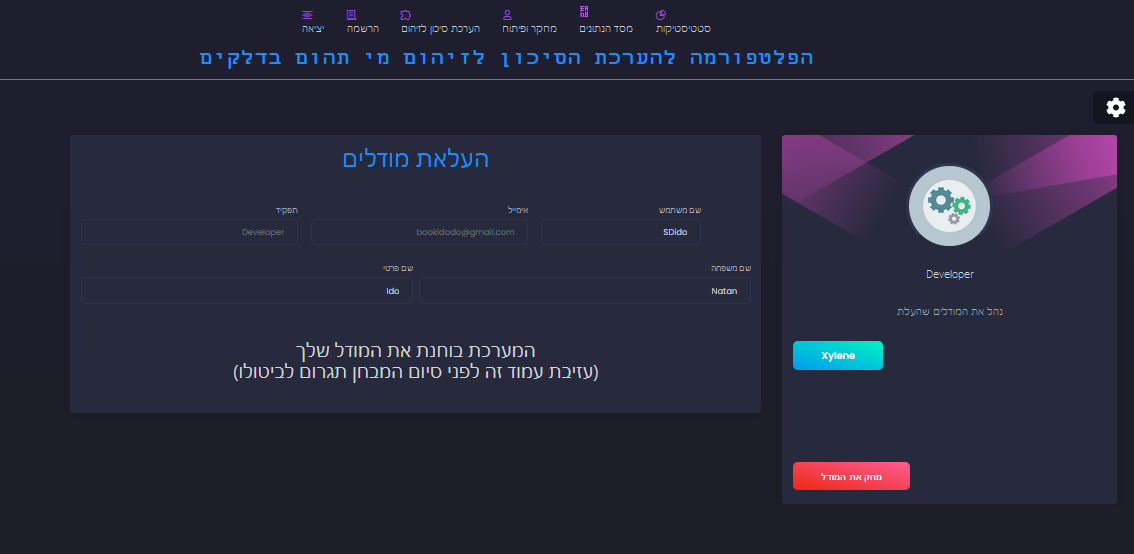 סטטיסטיקות
מסד הנתונים
מחקר ופיתוח
הערכת סיכון לזיהום
הרשמה
יציאה
הפלטפורמה להערכת הסיכון לזיהום מי תהום בדלקים
העלאת מודלים
שם משתמש
אימייל
תפקיד
SDido
bookidodo@gmail.com
Developer
שם משפחה
שם פרטי
Natan
Ido
המערכת בוחנת את המודל שלך
(עזיבת עמוד זה לפני סיום המבחן תגרום לביטולו)
Developer
נהל את המודלים שהעלת
Xylene
מחק את המודל